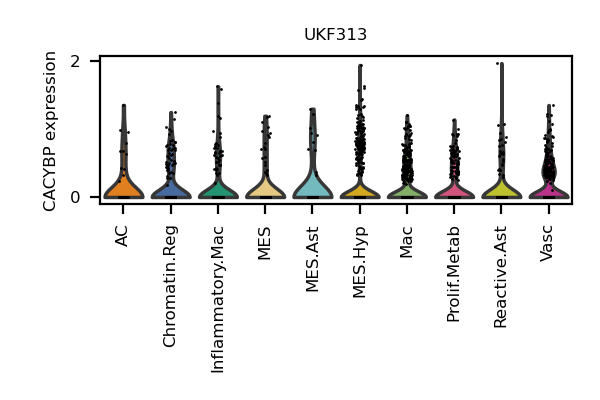 UKF313
CACYBP expression
2
0
AC
Chromatin.Reg
Inflammatory.Mac
MES
MES.Ast
MES.Hyp
Mac
Prolif.Metab
Reactive.Ast
Vasc